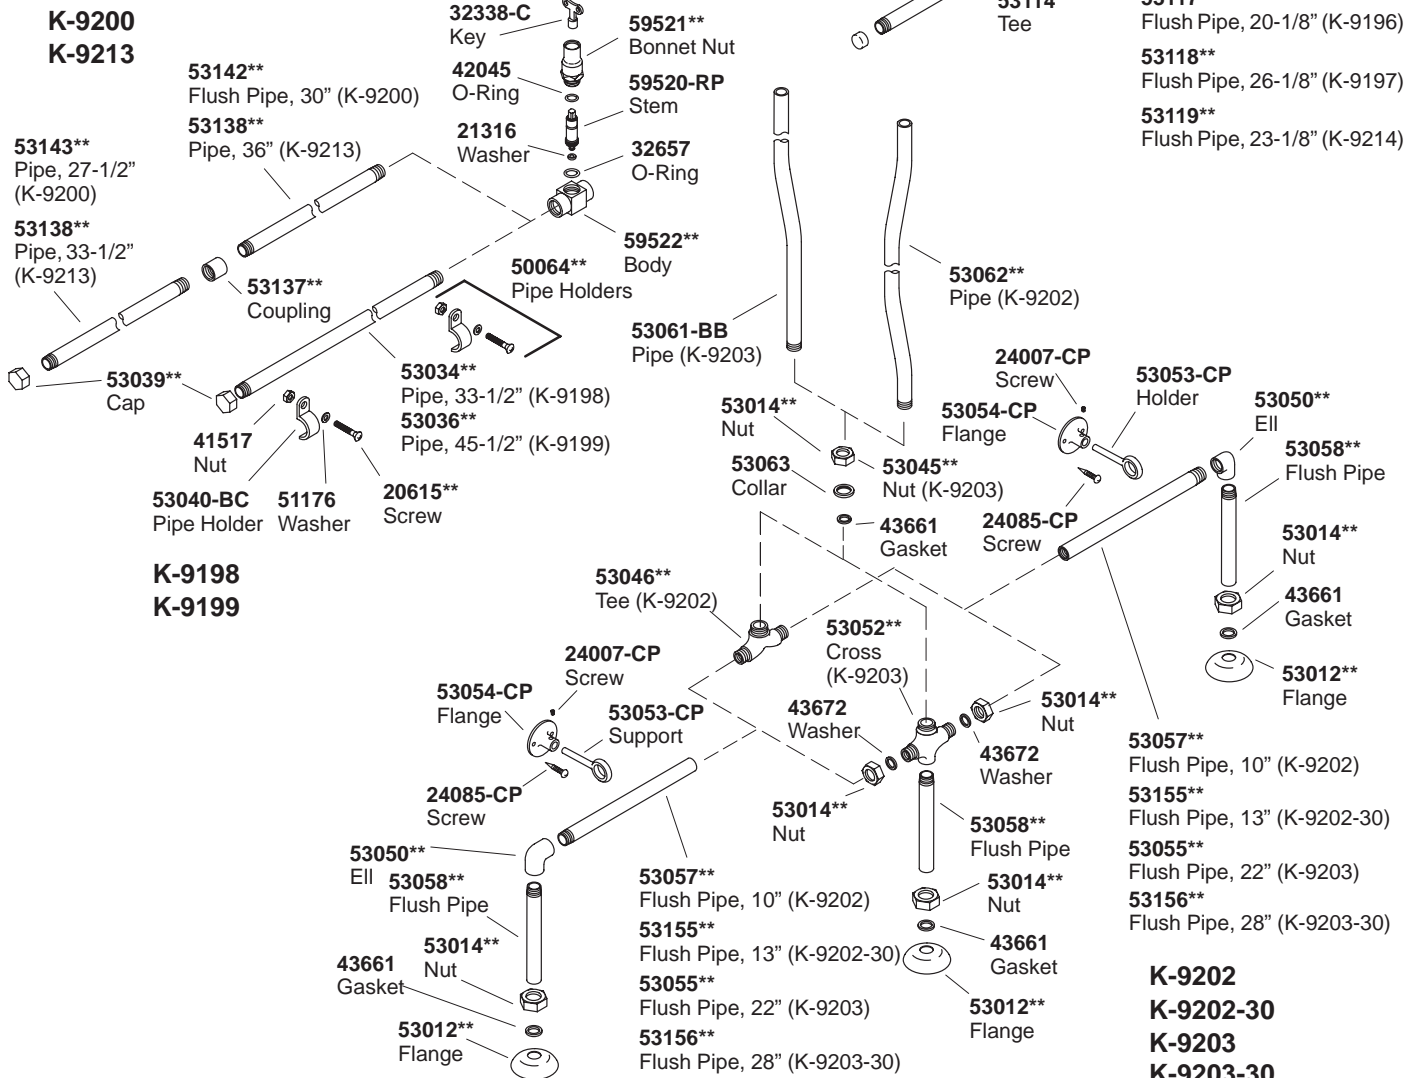 K-9200
K-9213
32338-C
Key
59521**
Bonnet Nut
53114
Tee
53117**
Flush Pipe, 20-1/8” (K-9196)
53118**
Flush Pipe, 26-1/8” (K-9197)
53119**
Flush Pipe, 23-1/8” (K-9214)
53142**
Flush Pipe, 30” (K-9200)
53138**
Pipe, 36” (K-9213)
42045
O-Ring
59520-RP
Stem
21316
Washer
32657
O-Ring
53143**
Pipe, 27-1/2”
(K-9200)
53138**
Pipe, 33-1/2”
(K-9213)
59522**
Body
50064**
Pipe Holders
53137**
Coupling
53062**
Pipe (K-9202)
53061-BB
Pipe (K-9203)
53039**
Cap
53034**
Pipe, 33-1/2” (K-9198)
53036**
Pipe, 45-1/2” (K-9199)
41517
Nut
53040-BC
Pipe Holder
51176
Washer
20615**
Screw
K-9198
K-9199
24007-CP
Screw
53053-CP
Holder
53054-CP
Flange
53050**
Ell
53058**
Flush Pipe
53014**
Nut
53063
Collar
53045**
Nut (K-9203)
43661
Gasket
24085-CP
Screw
53014**
Nut
43661
Gasket
53012**
Flange
53046**
Tee (K-9202)
53052**
Cross
(K-9203)
24007-CP
Screw
53054-CP
Flange
53053-CP
Support
43672
Washer
53014**
Nut
43672
Washer
24085-CP
Screw
53014**
Nut
53057**
Flush Pipe, 10” (K-9202)
53155**
Flush Pipe, 13” (K-9202-30)
53055**
Flush Pipe, 22” (K-9203)
53156**
Flush Pipe, 28” (K-9203-30)
53058**
Flush Pipe
53050**
Ell
53058**
Flush Pipe
53014**
Nut
43661
Gasket
53012**
Flange
53057**
Flush Pipe, 10” (K-9202)
53155**
Flush Pipe, 13” (K-9202-30)
53055**
Flush Pipe, 22” (K-9203)
53156**
Flush Pipe, 28” (K-9203-30)
53014**
Nut
43661
Gasket
53012**
Flange
K-9202
K-9202-30
K-9203
K-9203-30